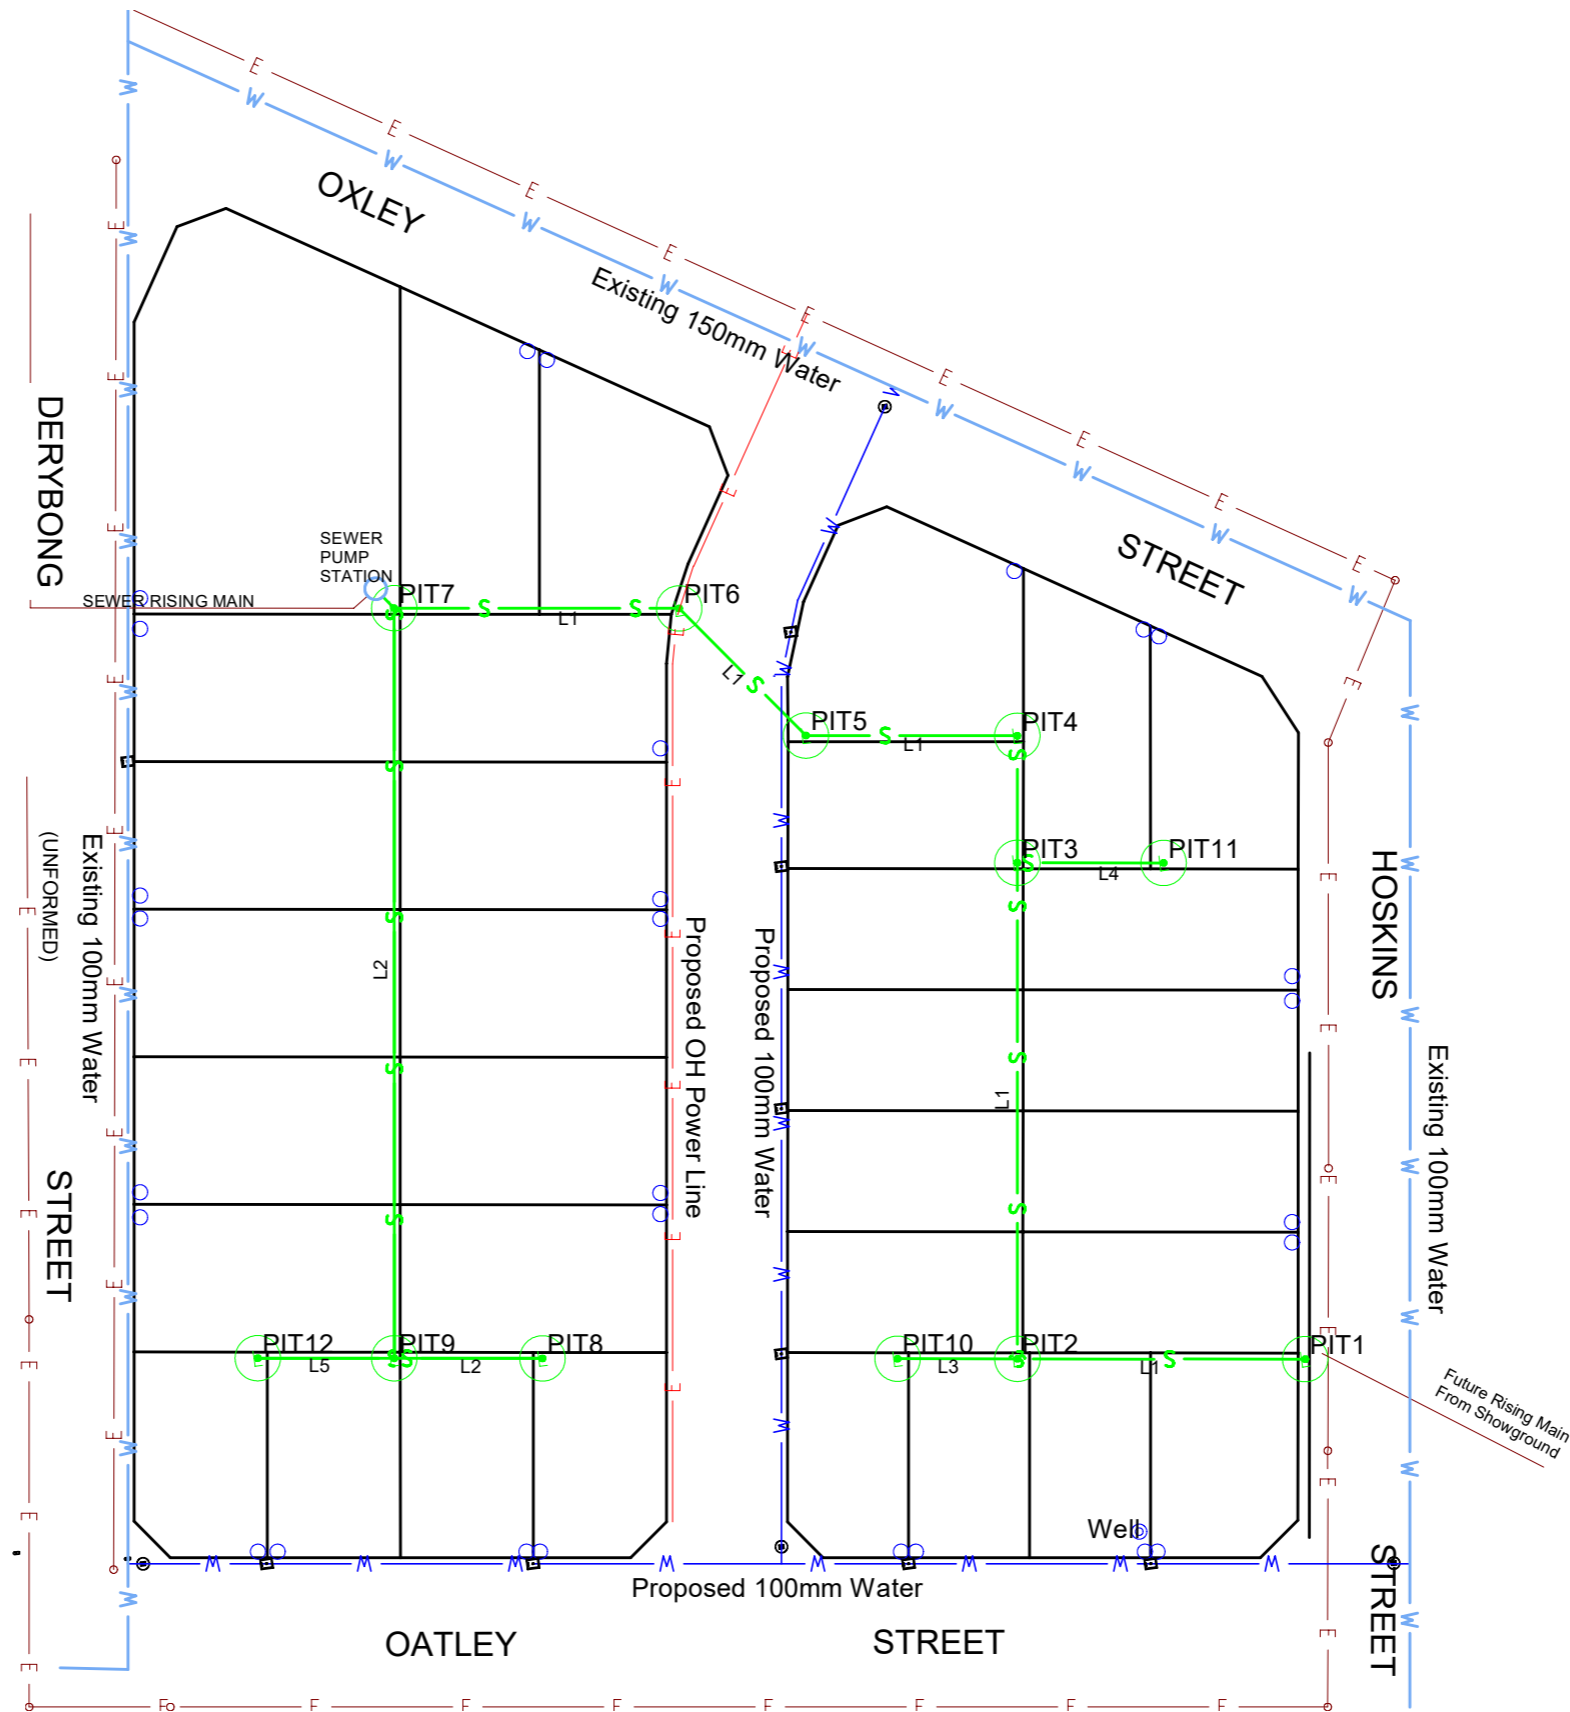 OXLEY
Existing 150mm Water
STREET
DERYBONG
SEWER
PUMP
STATION
SEWER RISING MAIN
PIT7
PIT6
L1
L1
PIT5
PIT4
L1
PIT3
PIT11
L4
(UNFORMED)
Existing 100mm Water
L2
Proposed OH Power Line
Proposed 100mm Water
L1
HOSKINS
Existing 100mm Water
STREET
PIT12
PIT9
PIT8
L5
L2
PIT10
PIT2
PIT1
L3
L1
Future Rising Main
From Showground
Well
Proposed 100mm Water
STREET
OATLEY
STREET
E E E E E E E E E
W W W W W W W W W
S S S S S S S S